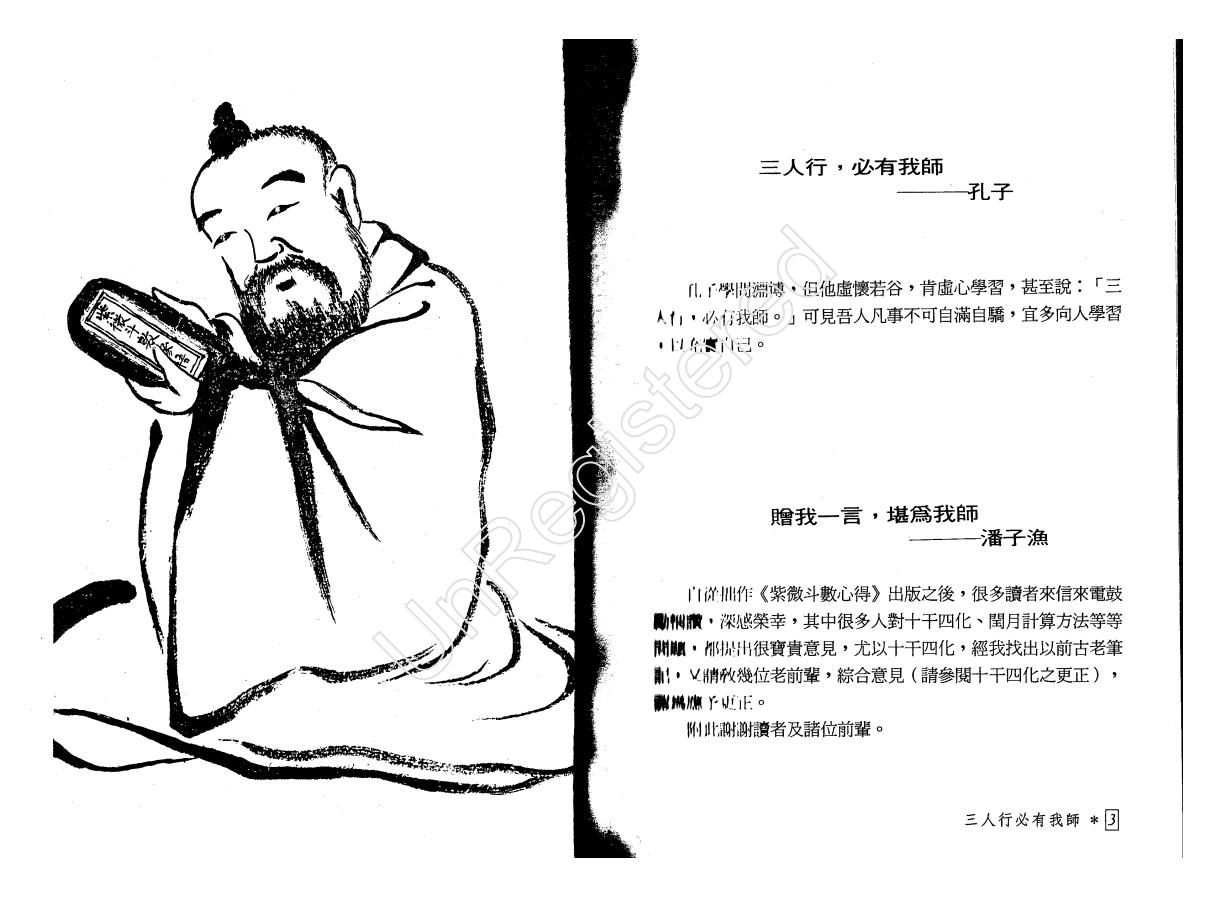 紫微斗數
三人行，必有我師
———孔子
孔子學問淵博，但他虛懷若谷，肯虛心學習，甚至說：「三
人行，必有我師。」可見吾人凡事不可自滿自驕，宜多向人學習
，以充實自己。
贈我一言，堪爲我師
———潘子漁
自從拙作《紫微斗數心得》出版之後，很多讀者來信來電鼓
，深感榮幸，其中很多人對十干四化、閏月計算方法等等
問題，都提出很寶貴意見，尤以十干四化，經我找出以前古老筆
記，又請教幾位老前輩，綜合意見（請參閱十干四化之更正），
予更正。
附此謝謝讀者及諸位前輩。
三人行必有我師 * 3
UnRegistered